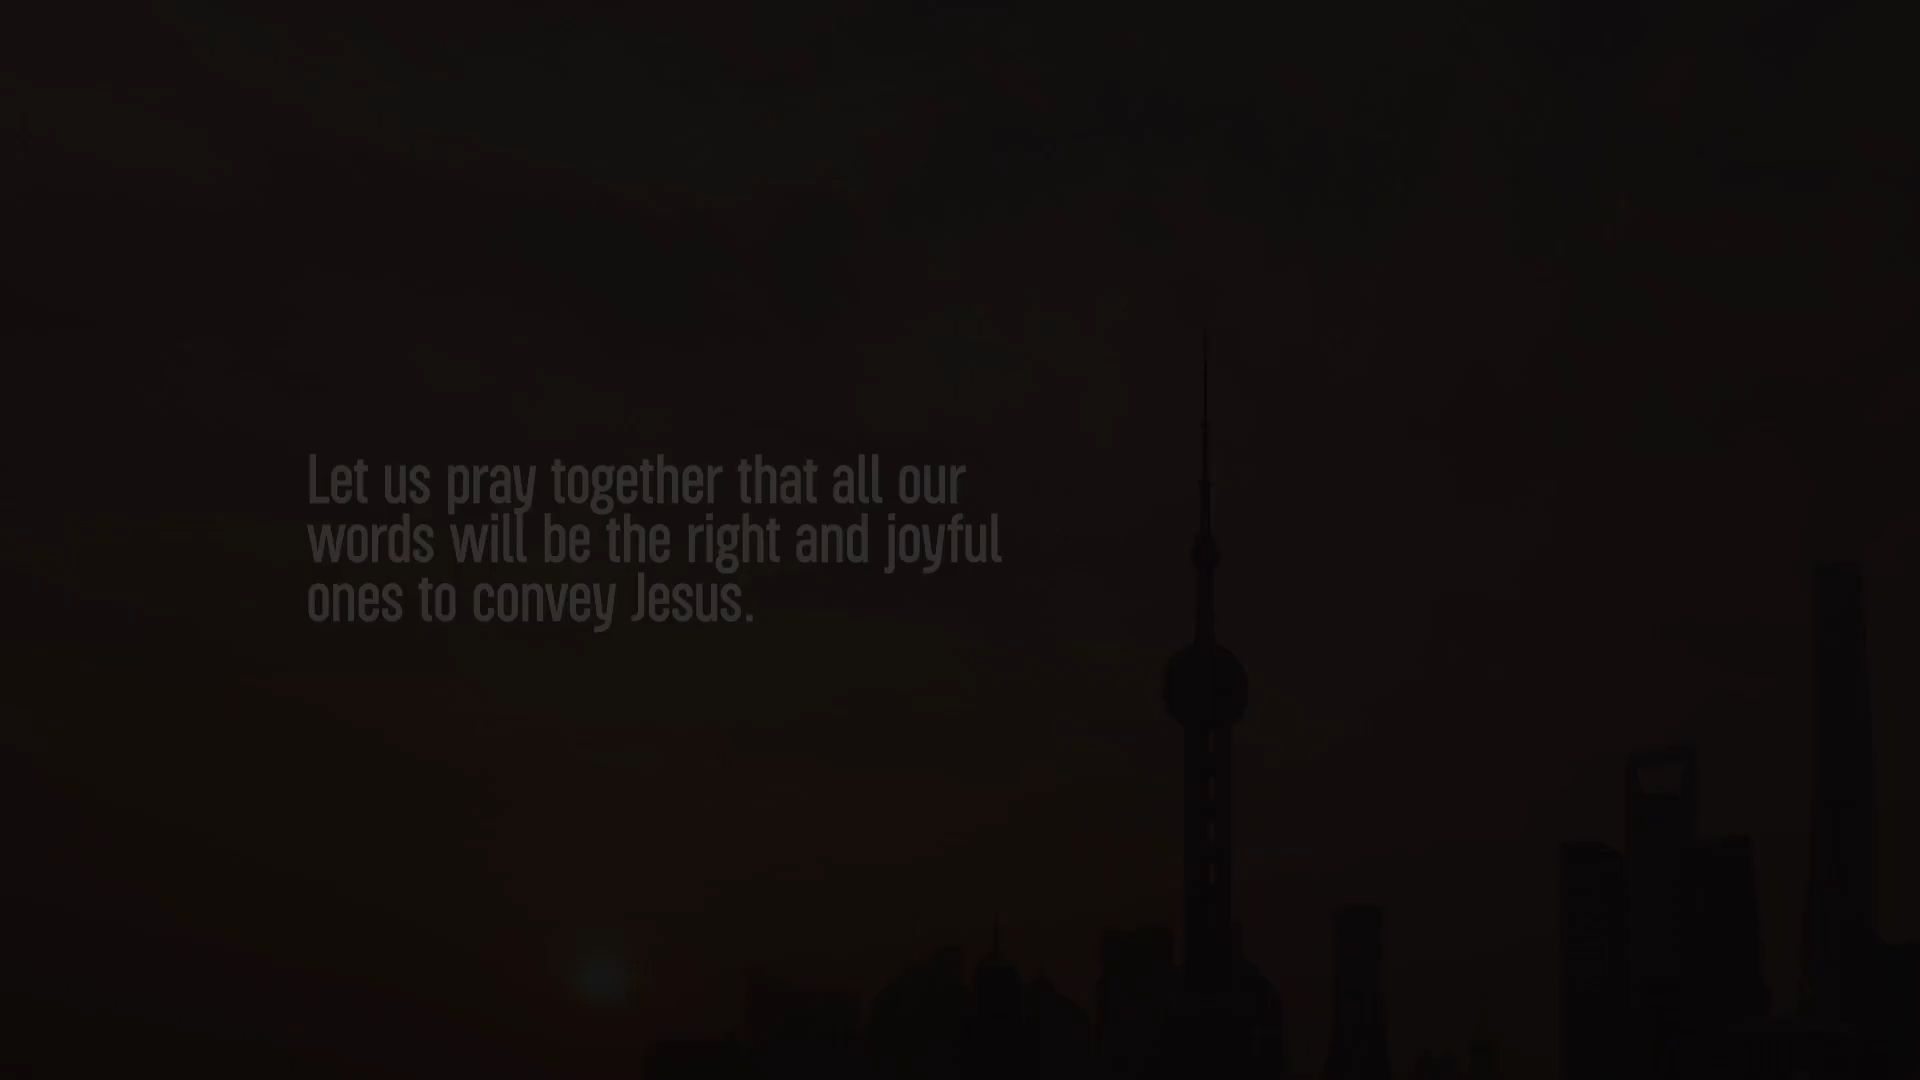 Let us pray together that all our
words will be the right and joyful
ones to convey Jesus.